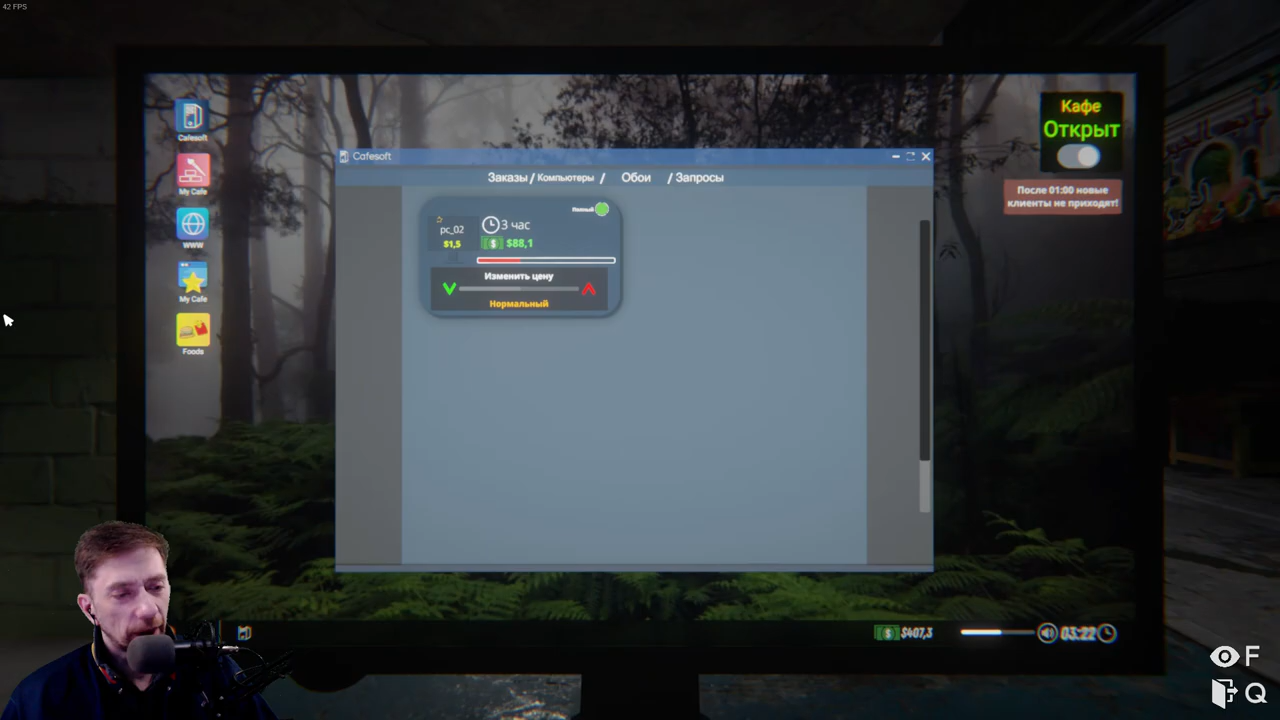 42 FPS
Кафе
Открыт
После 01:00 новые
клиенты не приходят!
Cafesoft
My Cafe
WWW
My Cafe
Foods
Cafesoft
Заказы / Компьютеры / Обои / Запросы
Полный
pc_02
$1,5
3 час
$88,1
Изменить цену
Нормальный
$407,3
03:22
F
Q